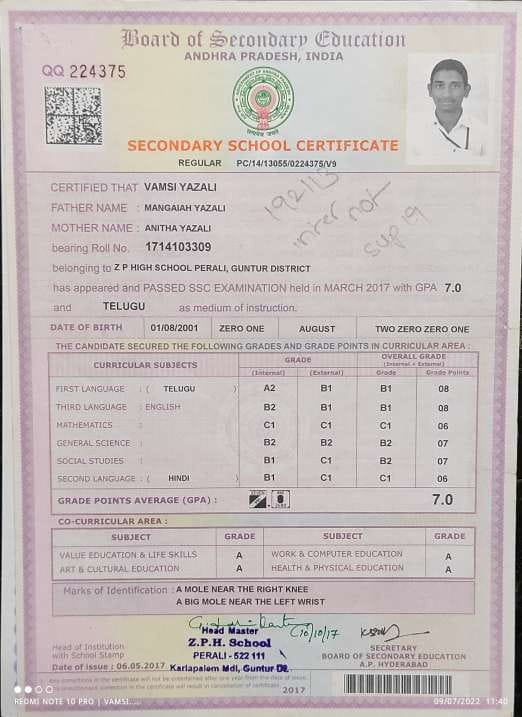 Board of Secondary Education
ANDHRA PRADESH, INDIA
QQ 224375
SECONDARY SCHOOL CERTIFICATE
REGULAR PC/14/13055/0224375/V9
CERTIFIED THAT VAMSI YAZALI
FATHER NAME : MANGAIAH YAZALI
MOTHER NAME : ANITHA YAZALI
192113
inter not
sup 19
bearing Roll No. 1714103309
belonging to Z P HIGH SCHOOL PERALI, GUNTUR DISTRICT
has appeared and PASSED SSC EXAMINATION held in MARCH 2017 with GPA 7.0
and TELUGU as medium of instruction.
DATE OF BIRTH 01/08/2001 ZERO ONE AUGUST TWO ZERO ZERO ONE
THE CANDIDATE SECURED THE FOLLOWING GRADES AND GRADE POINTS IN CURRICULAR AREA :
CURRICULAR SUBJECTS GRADE OVERALL GRADE
(Internal + External)
(Internal) (External) Grade Grade Points
FIRST LANGUAGE : ( TELUGU ) A2 B1 B1 08
THIRD LANGUAGE : ENGLISH B2 B1 B1 08
MATHEMATICS : C1 C1 C1 06
GENERAL SCIENCE : B2 B2 B2 07
SOCIAL STUDIES : B1 C1 B2 07
SECOND LANGUAGE : ( HINDI ) B1 C1 C1 06
GRADE POINTS AVERAGE (GPA) : 7.0
CO-CURRICULAR AREA :
SUBJECT GRADE SUBJECT GRADE
VALUE EDUCATION & LIFE SKILLS A WORK & COMPUTER EDUCATION A
ART & CULTURAL EDUCATION A HEALTH & PHYSICAL EDUCATION A
Marks of Identification : A MOLE NEAR THE RIGHT KNEE
A BIG MOLE NEAR THE LEFT WRIST
10/10/17
Head of Institution
with School Stamp
Head Master
Z.P.H. School
PERALI - 522 111
Karlapalem Mdl, Guntur Dt.
SECRETARY
BOARD OF SECONDARY EDUCATION
A.P. HYDERABAD
Date of issue : 06.05.2017
2017
REDMI NOTE 10 PRO | VAMSI....
09/07/2022 11:40